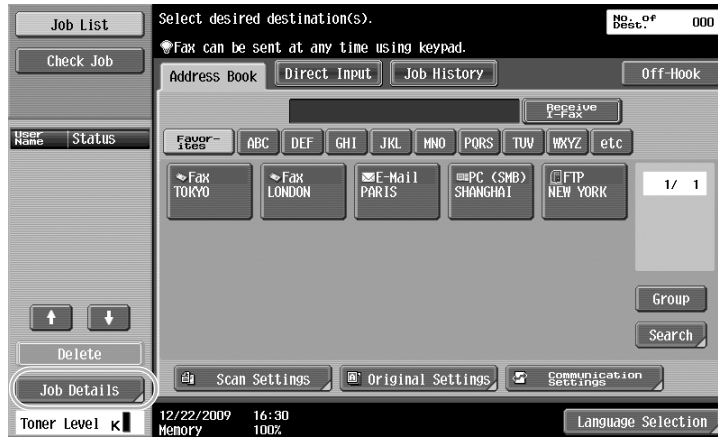 Job List
Check Job
User Name Status
Delete
Job Details
Toner Level K
Select desired destination(s).
No. of Dest. 000
Fax can be sent at any time using keypad.
Address Book Direct Input Job History Off-Hook
Receive I-Fax
Favor-ites ABC DEF GHI JKL MNO PQRS TUV WXYZ etc
Fax TOKYO
Fax LONDON
E-Mail PARIS
PC (SMB) SHANGHAI
FTP NEW YORK
1/ 1
Group
Search
Scan Settings Original Settings Communication Settings
12/22/2009 16:30
Memory 100%
Language Selection